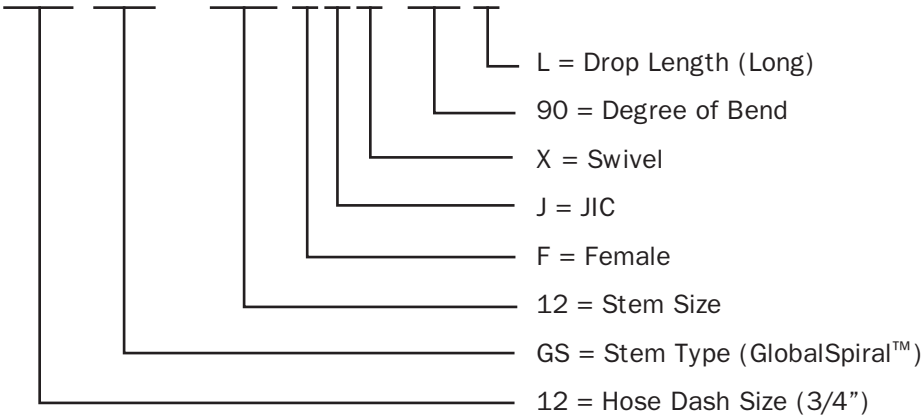 L = Drop Length (Long)
90 = Degree of Bend
X = Swivel
J = JIC
F = Female
12 = Stem Size
GS = Stem Type (GlobalSpiral™)
12 = Hose Dash Size (3/4”)